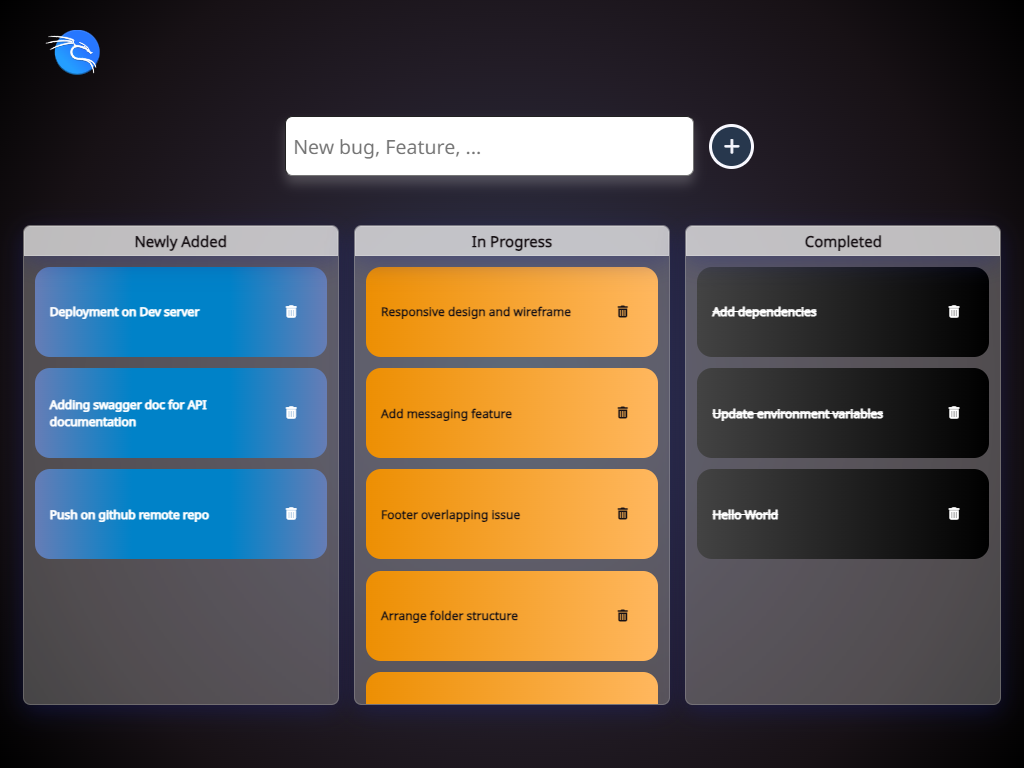 New bug, Feature, ...
Newly Added
Deployment on Dev server
Adding swagger doc for API
documentation
Push on github remote repo
In Progress
Responsive design and wireframe
Add messaging feature
Footer overlapping issue
Arrange folder structure
Completed
Add dependencies
Update environment variables
Hello World